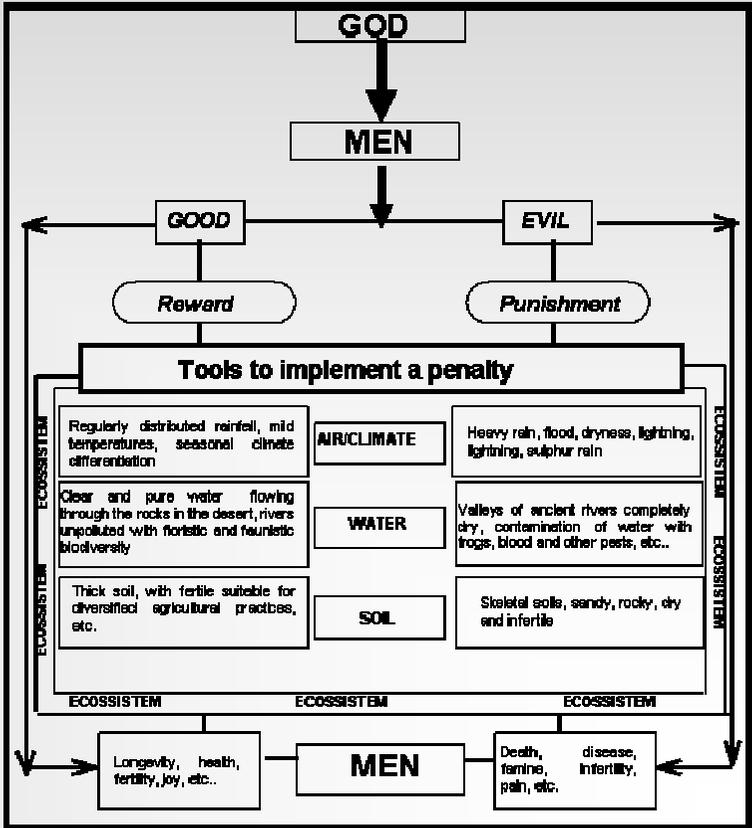 GOD
MEN
GOOD
EVIL
Reward
Punishment
Tools to implement a penalty
Regularly distributed rainfall, mild
temperatures, seasonal climate
differentiation
AIR/CLIMATE
Heavy rain, flood, dryness, lightning,
lightning, sulphur rain
Clear and pure water flowing
through the rocks in the desert, rivers
unpolluted with floristic and faunistic
biodiversity
WATER
Valleys of ancient rivers completely
dry, contamination of water with
frogs, blood and other pests, etc..
Thick soil, with fertile suitable for
diversified agricultural practices,
etc.
SOIL
Skeletal soils, sandy, rocky, dry
and infertile
ECOSSISTEM
ECOSSISTEM
ECOSSISTEM
ECOSSISTEM
ECOSSISTEM
ECOSSISTEM
ECOSSISTEM
Longevity, health,
fertility, joy, etc..
MEN
Death, disease,
famine, infertility,
pain, etc.